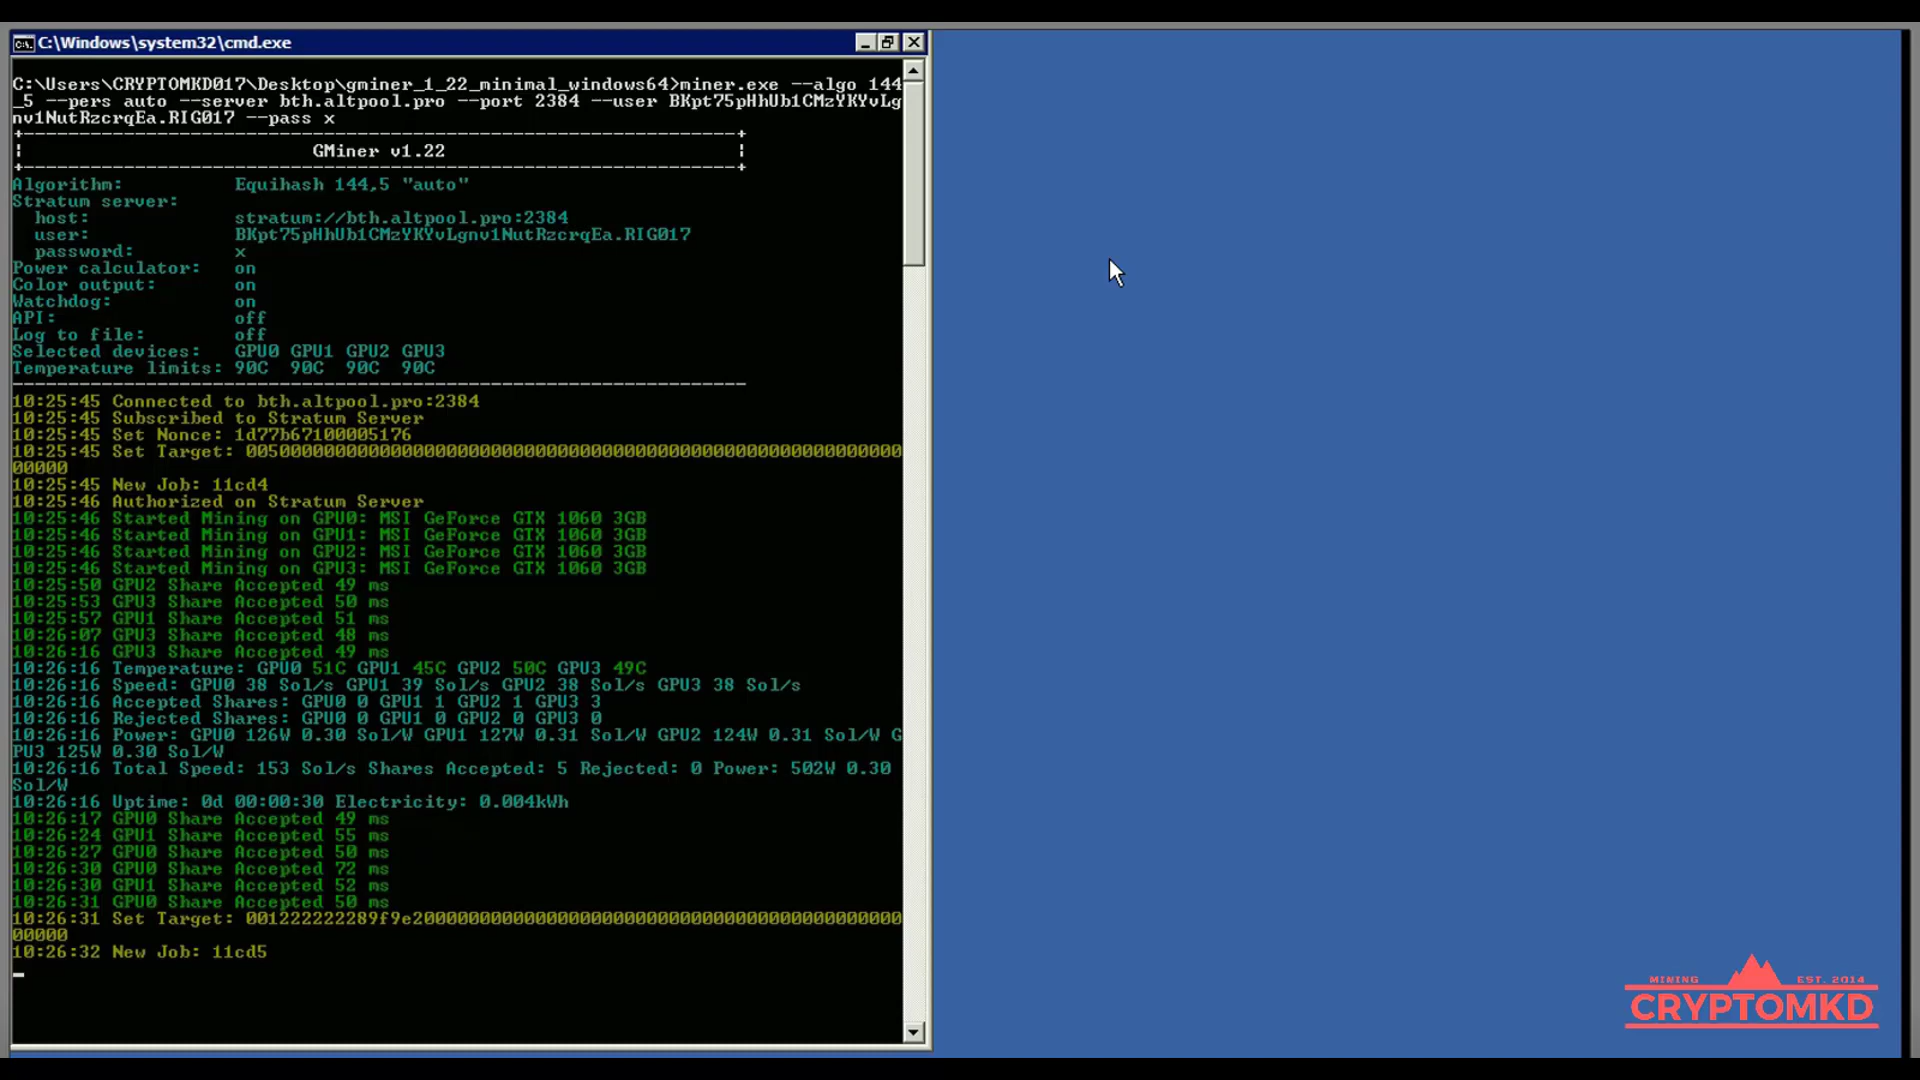 C:\Windows\system32\cmd.exe
C:\Users\CRYPTOMKD017\Desktop\gminer_1_22_minimal_windows64>miner.exe --algo 144
_5 --pers auto --server bth.altpool.pro --port 2384 --user BKpt75pHhUb1CMzYKYvLg
nv1NutRzcrqEa.RIG017 --pass x
+----------------------------------------------------------------+
| GMiner v1.22 |
+----------------------------------------------------------------+
Algorithm: Equihash 144,5 "auto"
Stratum server:
host: stratum://bth.altpool.pro:2384
user: BKpt75pHhUb1CMzYKYvLgnv1NutRzcrqEa.RIG017
password: x
Power calculator: on
Color output: on
Watchdog: on
API: off
Log to file: off
Selected devices: GPU0 GPU1 GPU2 GPU3
Temperature limits: 90C 90C 90C 90C
------------------------------------------------------------------
10:25:45 Connected to bth.altpool.pro:2384
10:25:45 Subscribed to Stratum Server
10:25:45 Set Nonce: 1d77b67100005176
10:25:45 Set Target: 00500000000000000000000000000000000000000000000000000000000
00000
10:25:45 New Job: 11cd4
10:25:46 Authorized on Stratum Server
10:25:46 Started Mining on GPU0: MSI GeForce GTX 1060 3GB
10:25:46 Started Mining on GPU1: MSI GeForce GTX 1060 3GB
10:25:46 Started Mining on GPU2: MSI GeForce GTX 1060 3GB
10:25:46 Started Mining on GPU3: MSI GeForce GTX 1060 3GB
10:25:50 GPU2 Share Accepted 49 ms
10:25:53 GPU3 Share Accepted 50 ms
10:25:57 GPU1 Share Accepted 51 ms
10:26:07 GPU3 Share Accepted 48 ms
10:26:16 GPU3 Share Accepted 49 ms
10:26:16 Temperature: GPU0 51C GPU1 45C GPU2 50C GPU3 49C
10:26:16 Speed: GPU0 38 Sol/s GPU1 39 Sol/s GPU2 38 Sol/s GPU3 38 Sol/s
10:26:16 Accepted Shares: GPU0 0 GPU1 1 GPU2 1 GPU3 3
10:26:16 Rejected Shares: GPU0 0 GPU1 0 GPU2 0 GPU3 0
10:26:16 Power: GPU0 126W 0.30 Sol/W GPU1 127W 0.31 Sol/W GPU2 124W 0.31 Sol/W G
PU3 125W 0.30 Sol/W
10:26:16 Total Speed: 153 Sol/s Shares Accepted: 5 Rejected: 0 Power: 502W 0.30
Sol/W
10:26:16 Uptime: 0d 00:00:30 Electricity: 0.004kWh
10:26:17 GPU0 Share Accepted 49 ms
10:26:24 GPU1 Share Accepted 55 ms
10:26:27 GPU0 Share Accepted 50 ms
10:26:30 GPU0 Share Accepted 72 ms
10:26:30 GPU1 Share Accepted 52 ms
10:26:31 GPU0 Share Accepted 50 ms
10:26:31 Set Target: 0012222222289f9e2000000000000000000000000000000000000000000
00000
10:26:32 New Job: 11cd5
MINING EST. 2014
CRYPTOMKD